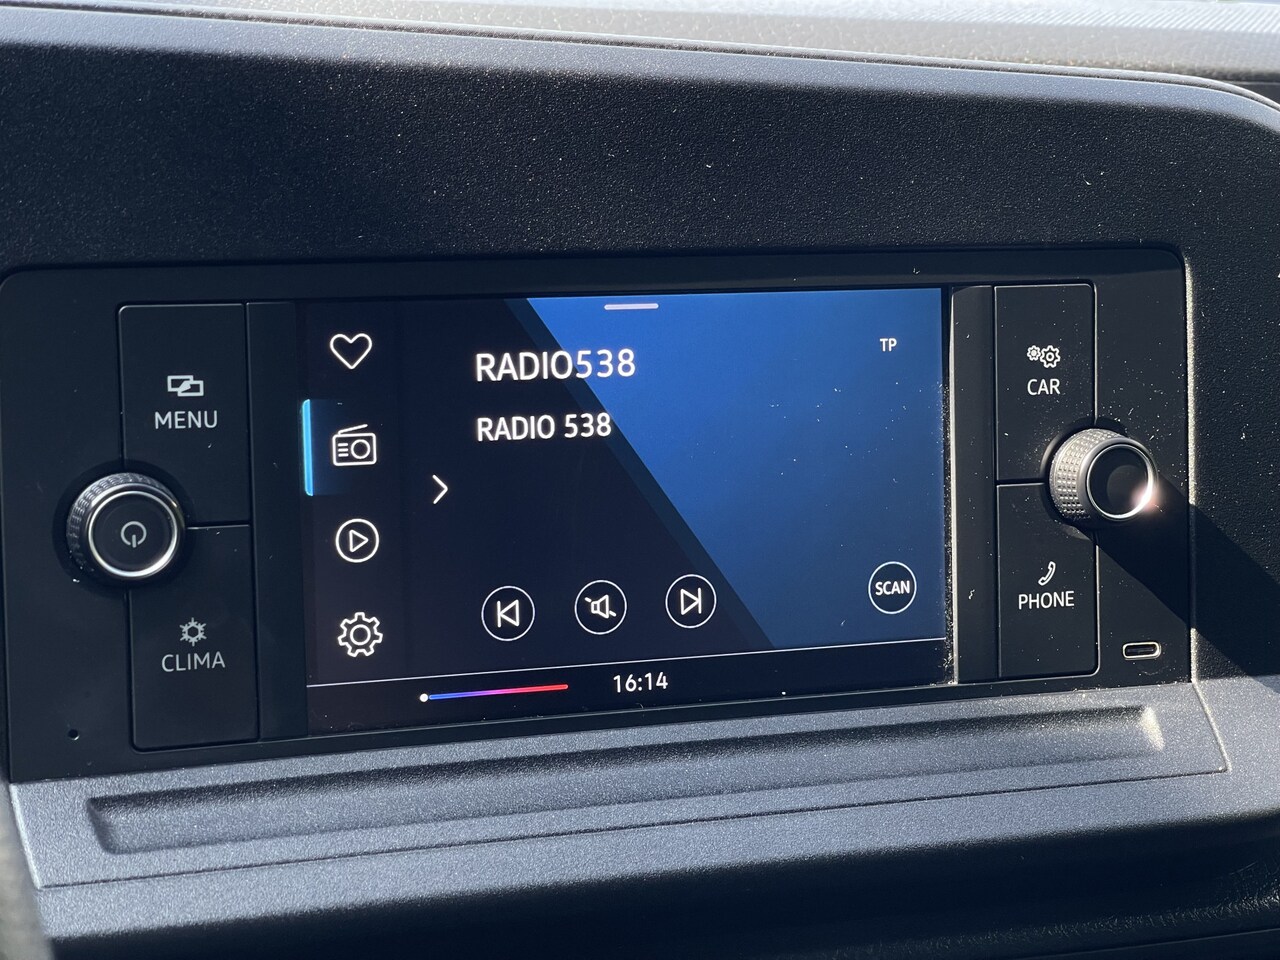 MENU
CLIMA
RADIO538
RADIO 538
TP
SCAN
16:14
CAR
PHONE